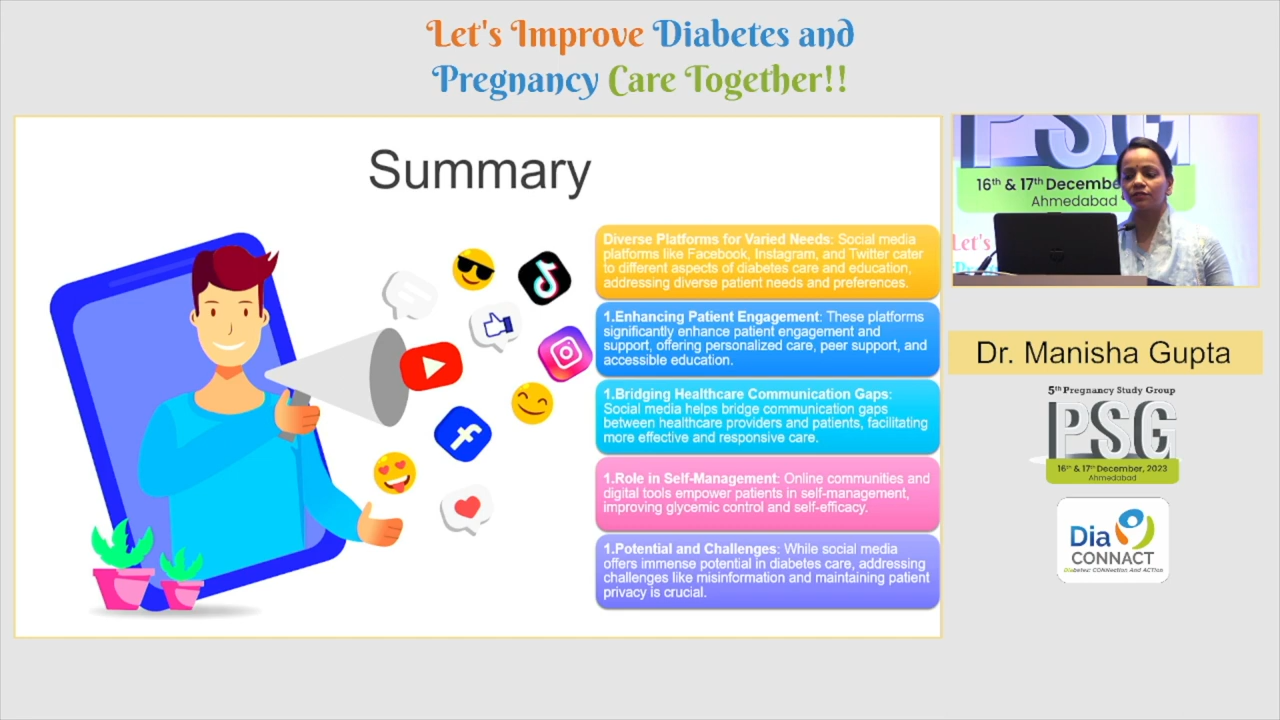 Let's Improve Diabetes and
Pregnancy Care Together!!
Summary
Diverse Platforms for Varied Needs: Social media
platforms like Facebook, Instagram, and Twitter cater
to different aspects of diabetes care and education,
addressing diverse patient needs and preferences.
1.Enhancing Patient Engagement: These platforms
significantly enhance patient engagement and
support, offering personalized care, peer support, and
accessible education.
1.Bridging Healthcare Communication Gaps:
Social media helps bridge communication gaps
between healthcare providers and patients, facilitating
more effective and responsive care.
1.Role in Self-Management: Online communities and
digital tools empower patients in self-management,
improving glycemic control and self-efficacy.
1.Potential and Challenges: While social media
offers immense potential in diabetes care, addressing
challenges like misinformation and maintaining patient
privacy is crucial.
PSG
16th & 17th Decembe
Ahmedabad
Let's
Dr. Manisha Gupta
5th Pregnancy Study Group
PSG
16th & 17th December, 2023
Ahmedabad
Dia
CONNACT
Diabetes: CONNection And ACTion